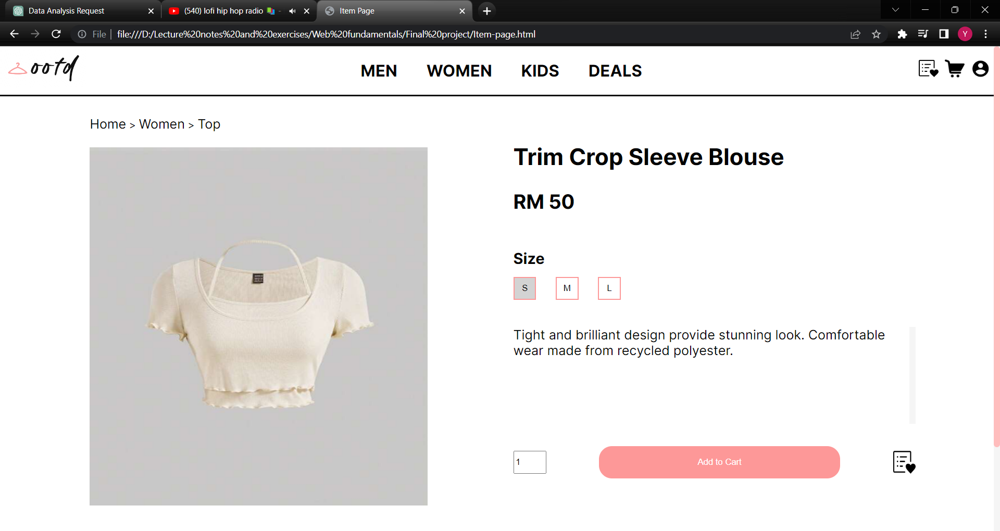 Data Analysis Request
(540) lofi hip hop radio
Item Page
File
file:///D:/Lecture%20notes%20and%20exercises/Web%20fundamentals/Final%20project/Item-page.html
Y
ootd
MEN WOMEN KIDS DEALS
Home > Women > Top
Trim Crop Sleeve Blouse
RM 50
Size
S M L
Tight and brilliant design provide stunning look. Comfortable
wear made from recycled polyester.
1
Add to Cart